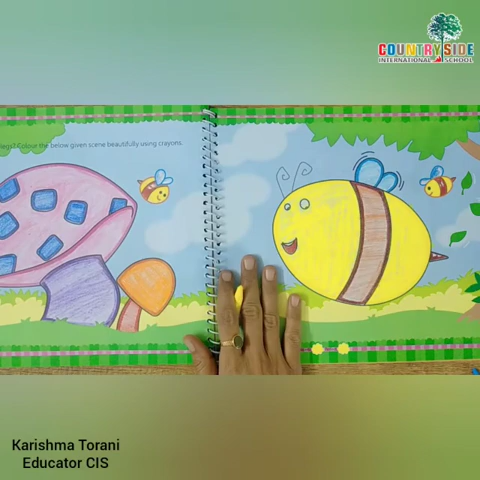 COUNTRY SIDE
INTERNATIONAL SCHOOL
Colour the below given scene beautifully using crayons.
Karishma Torani
Educator CIS